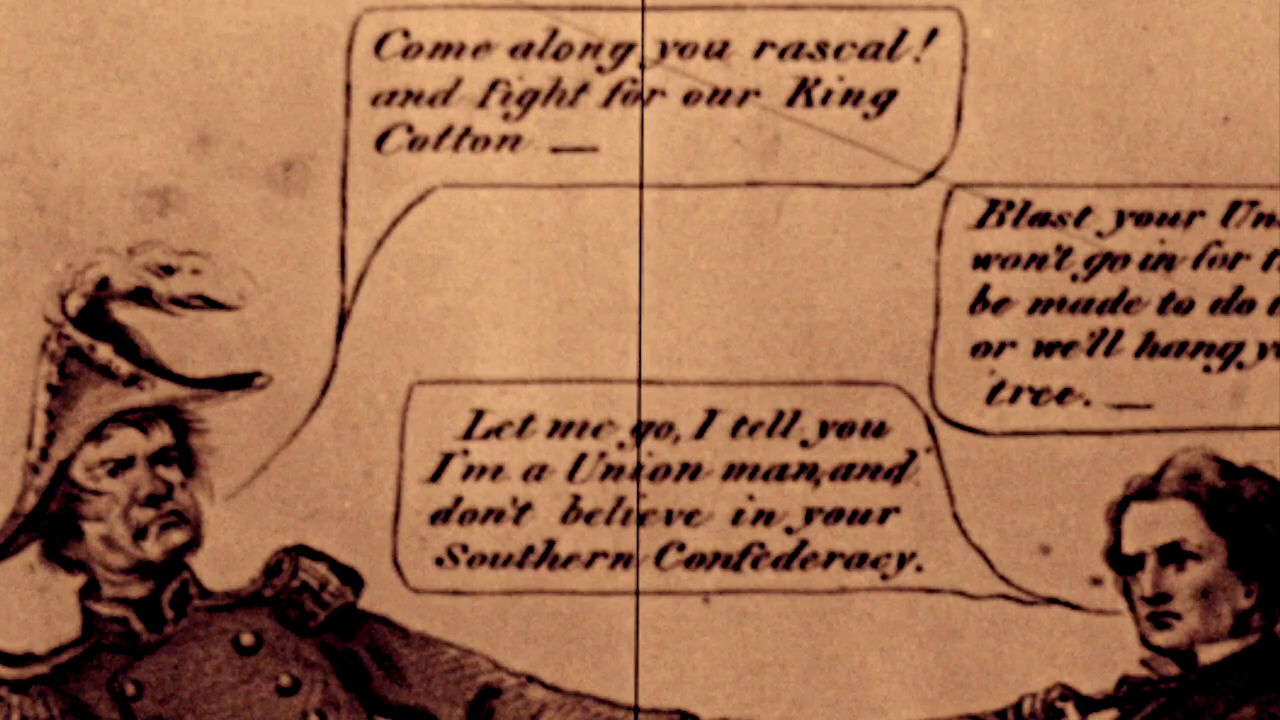 Come along you rascal!
and fight for our King
Cotton —
Blast your
won't go in for
be made to do
or we'll hang
tree. —
Let me go, I tell you
I'm a Union man, and
don't believe in your
Southern Confederacy.